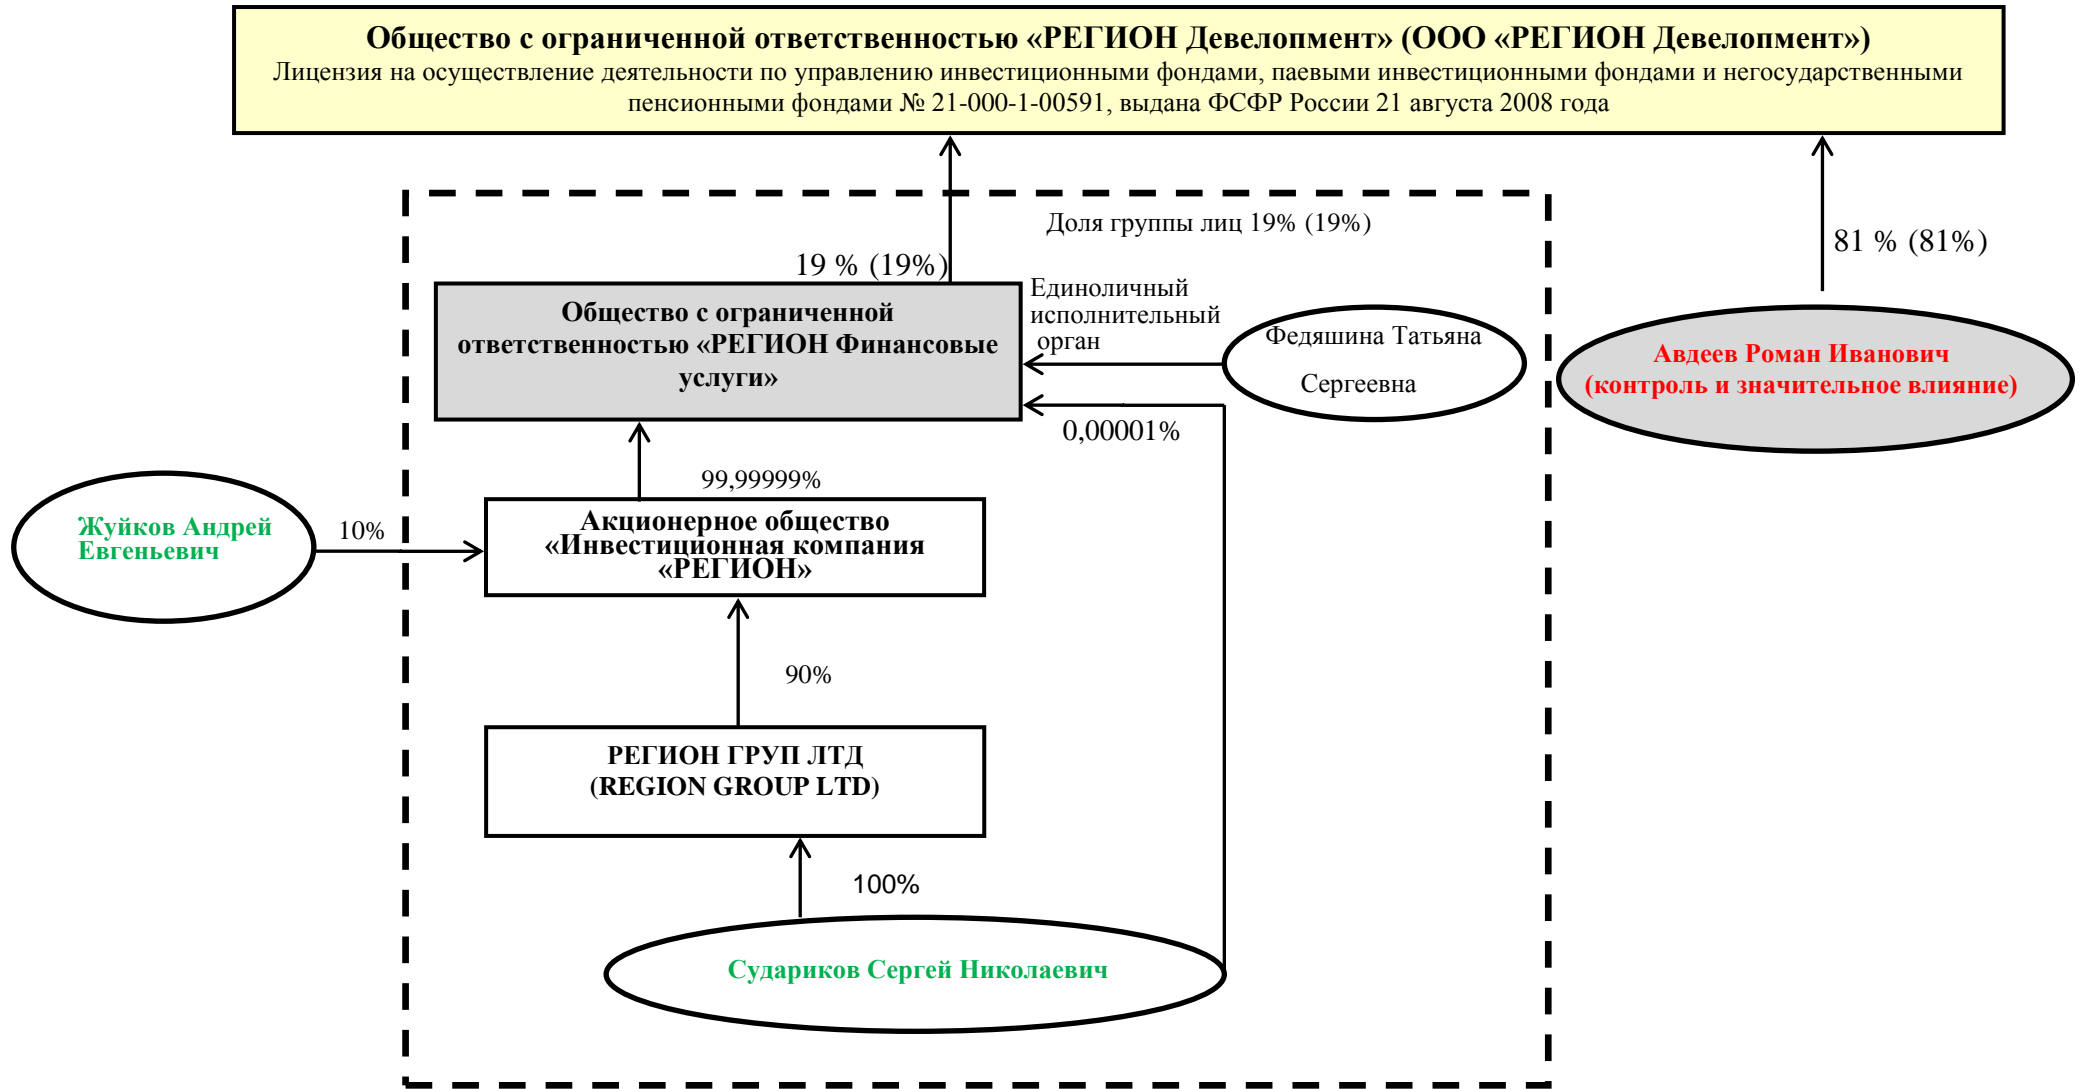 Общество с ограниченной ответственностью «РЕГИОН Девелопмент» (ООО «РЕГИОН Девелопмент»)
Лицензия на осуществление деятельности по управлению инвестиционными фондами, паевыми инвестиционными фондами и негосударственными
пенсионными фондами № 21-000-1-00591, выдана ФСФР России 21 августа 2008 года
Доля группы лиц 19% (19%)
19 % (19%)
81 % (81%)
Общество с ограниченной
ответственностью «РЕГИОН Финансовые
услуги»
Единоличный
исполнительный
орган
Федяшина Татьяна
Сергеевна
Авдеев Роман Иванович
(контроль и значительное влияние)
0,00001%
99,99999%
Жуйков Андрей
Евгеньевич
10%
Акционерное общество
«Инвестиционная компания
«РЕГИОН»
90%
РЕГИОН ГРУП ЛТД
(REGION GROUP LTD)
100%
Судариков Сергей Николаевич